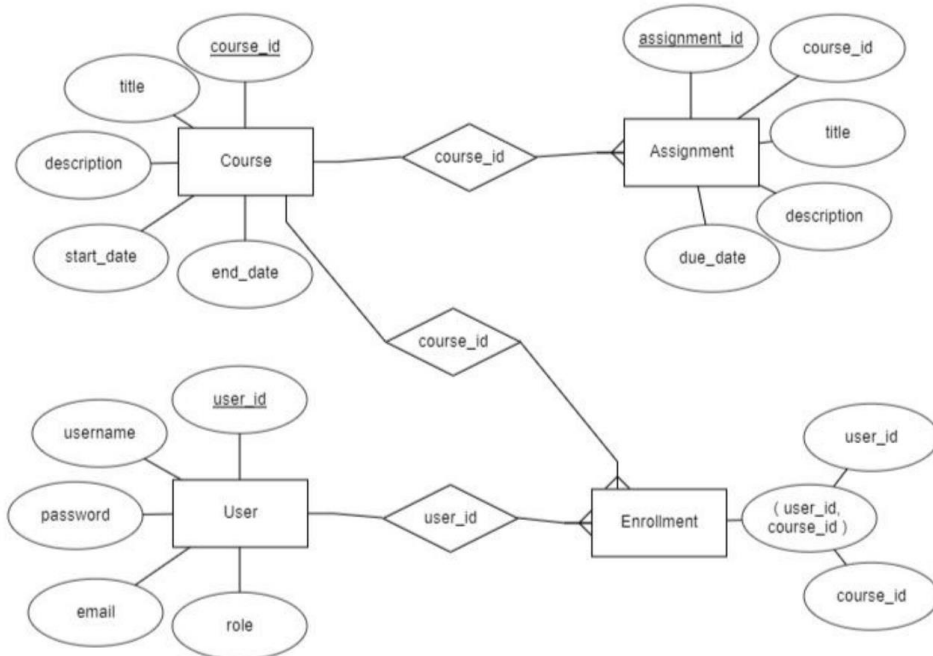 course_id
title
description
start_date
end_date
Course
course_id
assignment_id
course_id
title
description
due_date
Assignment
course_id
user_id
username
password
email
role
User
user_id
Enrollment
user_id
( user_id,
course_id )
course_id